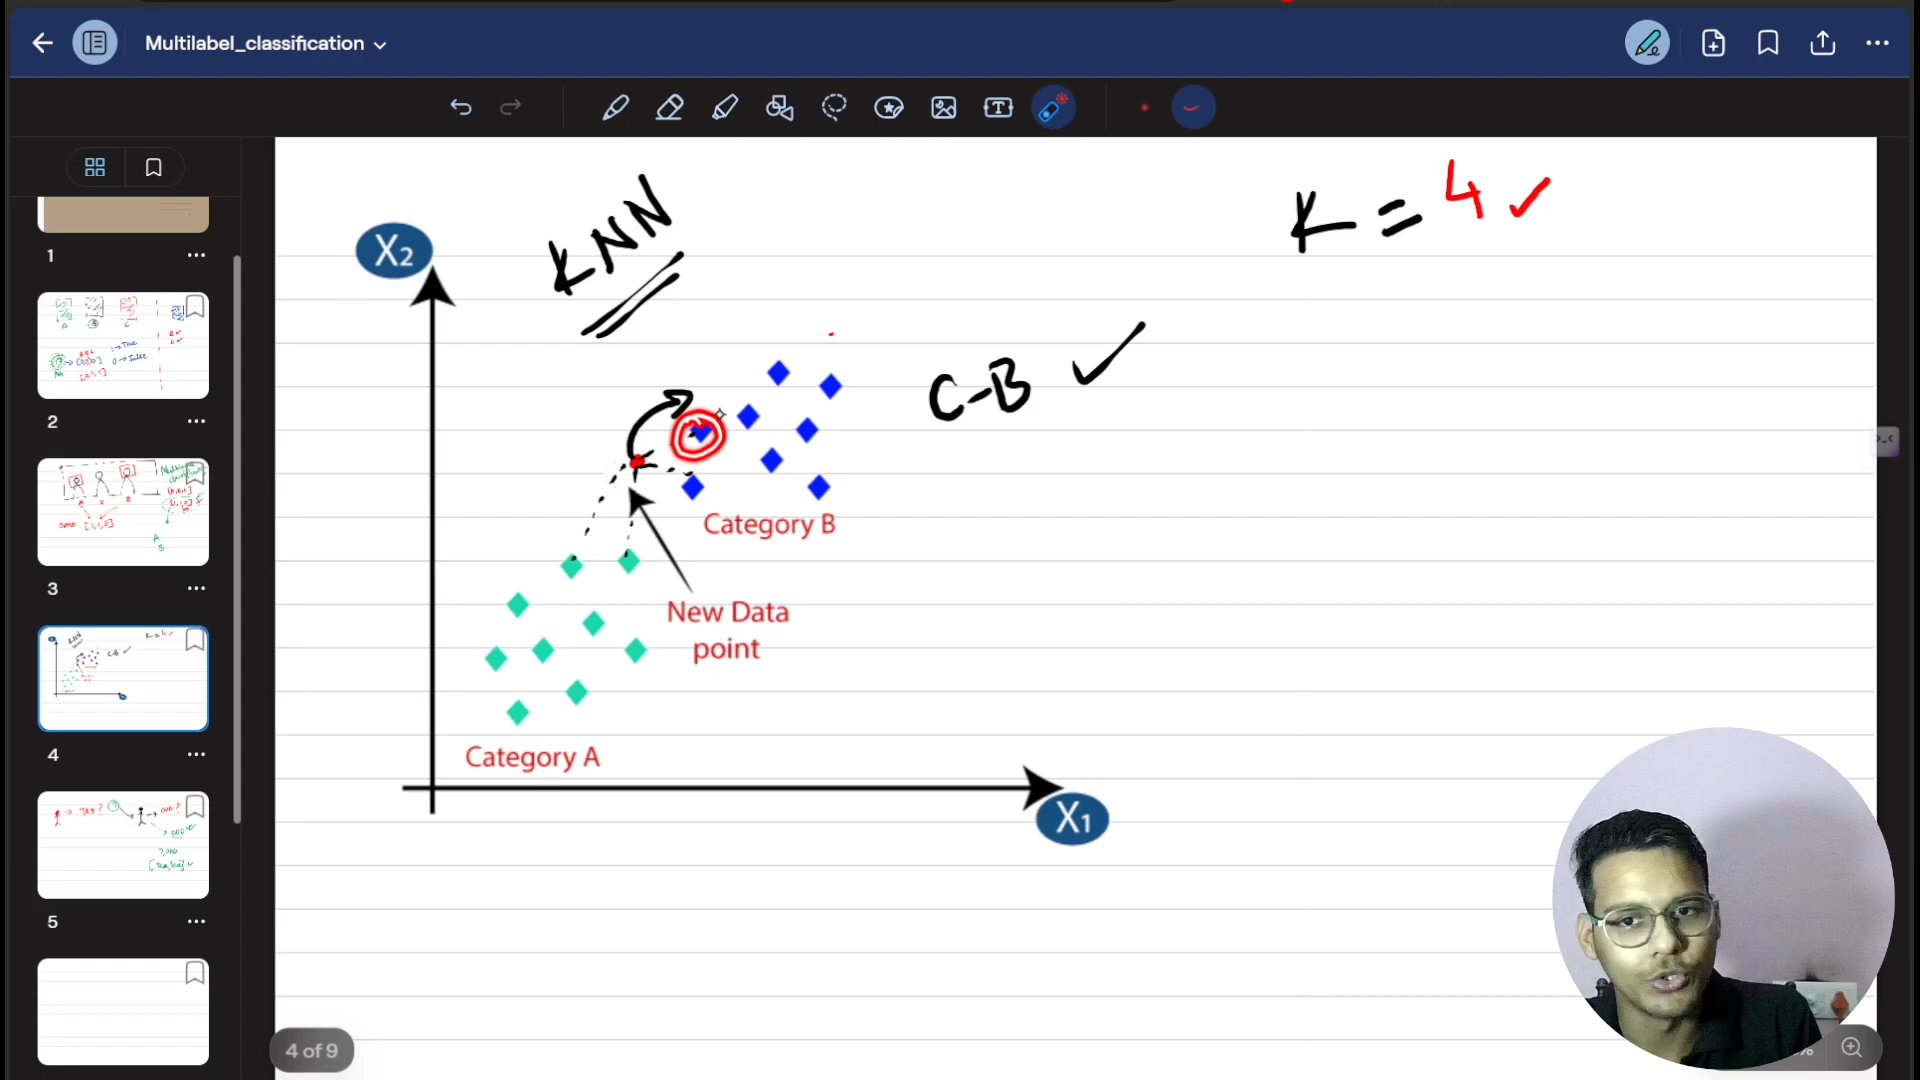 Multilabel_classification
KNN
K = 4 ✓
X2
C-B ✓
Category B
New Data
point
Category A
X1
1
2
3
4
5
4 of 9